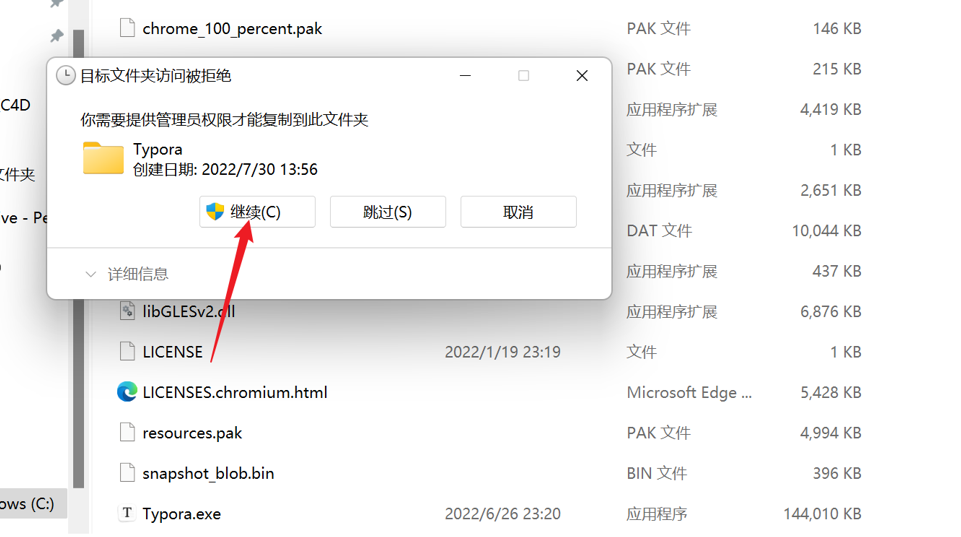 chrome_100_percent.pak PAK 文件 146 KB
目标文件夹访问被拒绝 PAK 文件 215 KB
C4D 应用程序扩展 4,419 KB
你需要提供管理员权限才能复制到此文件夹
Typora 文件 1 KB
创建日期: 2022/7/30 13:56
文件夹 应用程序扩展 2,651 KB
ive - Pe 继续(C) 跳过(S) 取消
DAT 文件 10,044 KB
详细信息 应用程序扩展 437 KB
libGLESv2.dll 应用程序扩展 6,876 KB
LICENSE 2022/1/19 23:19 文件 1 KB
LICENSES.chromium.html Microsoft Edge ... 5,428 KB
resources.pak PAK 文件 4,994 KB
snapshot_blob.bin BIN 文件 396 KB
ows (C:) T Typora.exe 2022/6/26 23:20 应用程序 144,010 KB